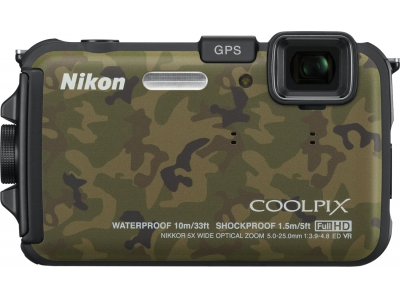 GPS
Nikon
COOLPIX
WATERPROOF 10m/33ft SHOCKPROOF 1.5m/5ft Full HD
NIKKOR 5X WIDE OPTICAL ZOOM 5.0-25.0mm 1:3.9-4.8 ED VR